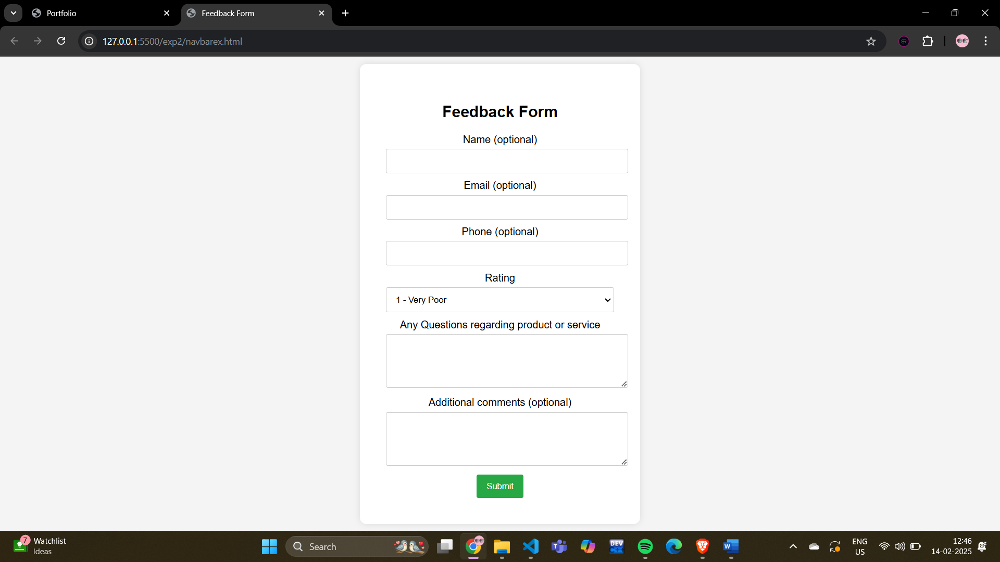 Portfolio
Feedback Form
127.0.0.1:5500/exp2/navbarex.html
Feedback Form
Name (optional)
Email (optional)
Phone (optional)
Rating
1 - Very Poor
Any Questions regarding product or service
Additional comments (optional)
Submit
7
Watchlist
Ideas
Search
DEV
C++
T
W
ENG
US
12:46
14-02-2025